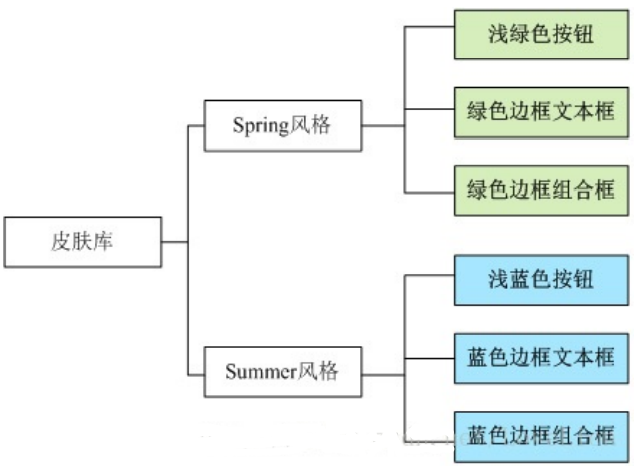 浅绿色按钮
Spring风格
绿色边框文本框
绿色边框组合框
皮肤库
浅蓝色按钮
Summer风格
蓝色边框文本框
蓝色边框组合框